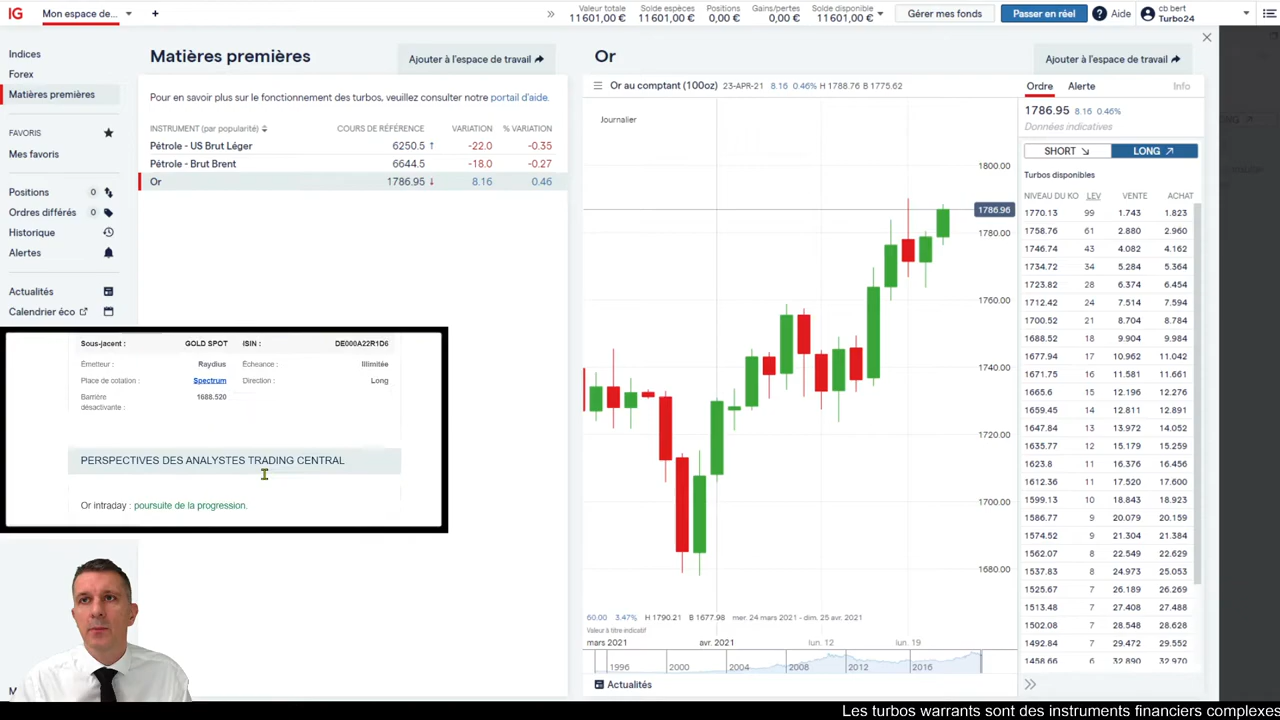 IG Mon espace de... +
Valeur totale 11 601,00 €
Solde espèces 11 601,00 €
Positions 0,00 €
Gains/pertes 0,00 €
Solde disponible 11 601,00 €
Gérer mes fonds
Passer en réel
? Aide
cb bert
Turbo24
Indices
Forex
Matières premières
FAVORIS
Mes favoris
Positions 0
Ordres différés 0
Historique
Alertes
Actualités
Calendrier éco
Matières premières
Ajouter à l'espace de travail
Pour en savoir plus sur le fonctionnement des turbos, veuillez consulter notre portail d'aide.
INSTRUMENT (par popularité) COURS DE RÉFÉRENCE VARIATION % VARIATION
Pétrole - US Brut Léger 6250.5 ↑ -22.0 -0.35
Pétrole - Brut Brent 6644.5 -18.0 -0.27
Or 1786.95 ↓ 8.16 0.46
Sous-jacent : GOLD SPOT ISIN : DE000A22R1D6
Émetteur : Raydius Échéance : Illimitée
Place de cotation : Spectrum Direction : Long
Barrière désactivante : 1688.520
PERSPECTIVES DES ANALYSTES TRADING CENTRAL
Or intraday : poursuite de la progression.
Or
Ajouter à l'espace de travail
Or au comptant (100oz) 23-APR-21 8.16 0.46% H 1788.76 B 1775.62
Journalier
1800.00
1786.96
1780.00
1760.00
1740.00
1720.00
1700.00
1680.00
60.00 3.47% H 1790.21 B 1677.98 mer. 24 mars 2021 - dim. 25 avr. 2021
Valeur à titre indicatif
mars 2021 avr. 2021 lun. 12 lun. 19
1996 2000 2004 2008 2012 2016
Actualités
Ordre Alerte Info
1786.95 8.16 0.46%
Données indicatives
SHORT LONG
Turbos disponibles
NIVEAU DU KO LEV VENTE ACHAT
1770.13 99 1.743 1.823
1758.76 61 2.880 2.960
1746.74 43 4.082 4.162
1734.72 34 5.284 5.364
1723.82 28 6.374 6.454
1712.42 24 7.514 7.594
1700.52 21 8.704 8.784
1688.52 18 9.904 9.984
1677.94 17 10.962 11.042
1671.75 16 11.581 11.661
1665.6 15 12.196 12.276
1659.45 14 12.811 12.891
1647.84 13 13.972 14.052
1635.77 12 15.179 15.259
1623.8 11 16.376 16.456
1612.36 11 17.520 17.600
1599.13 10 18.843 18.923
1586.77 9 20.079 20.159
1574.52 9 21.304 21.384
1562.07 8 22.549 22.629
1537.83 8 24.973 25.053
1525.67 7 26.189 26.269
1513.48 7 27.408 27.488
1502.08 7 28.548 28.628
1492.84 7 29.472 29.552
1458.66 6 32.890 32.970
Les turbos warrants sont des instruments financiers complexes